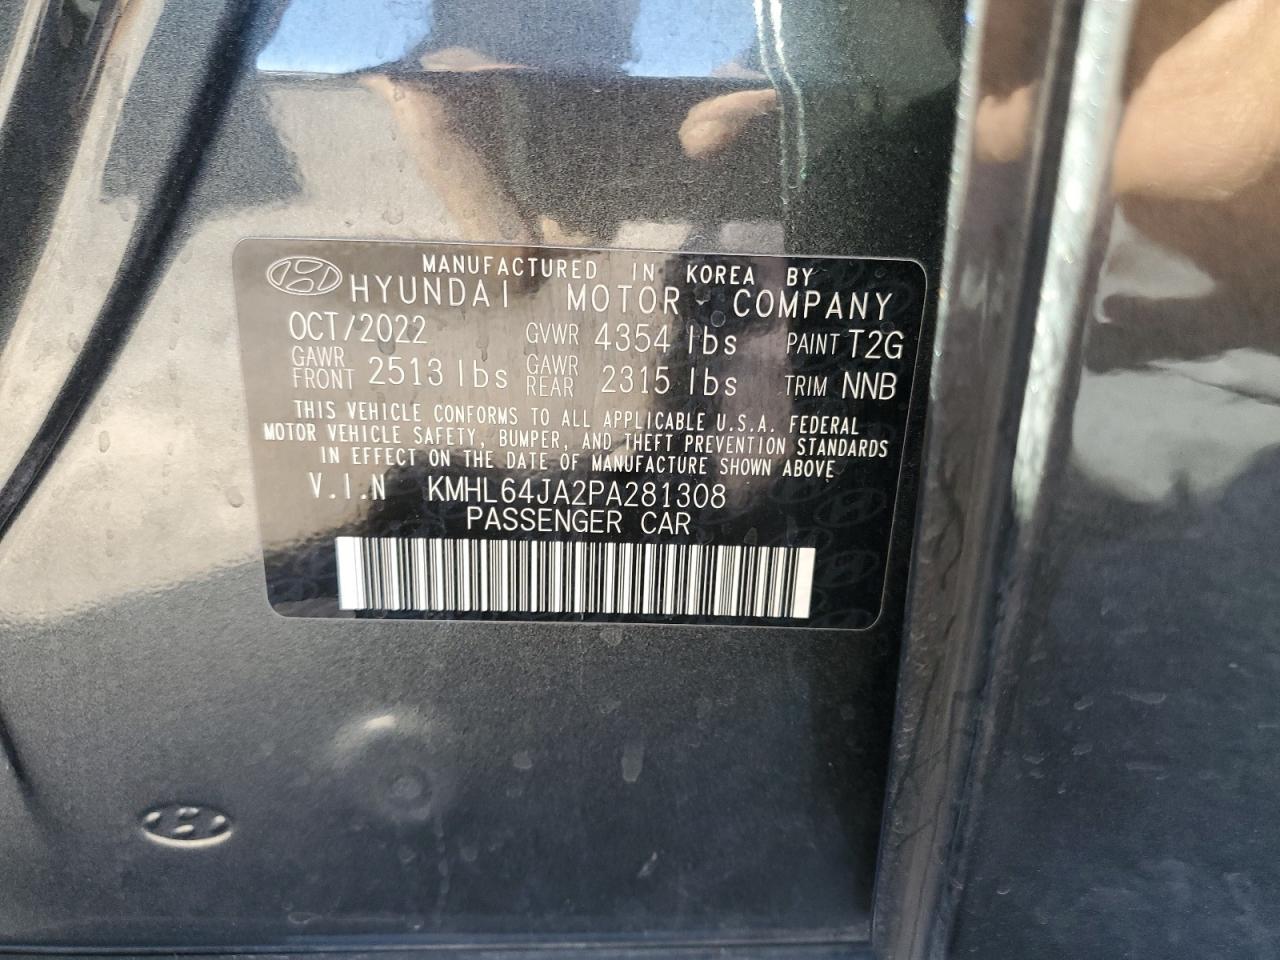 MANUFACTURED IN KOREA BY
HYUNDAI MOTOR COMPANY
OCT/2022 GVWR 4354 lbs PAINT T2G
GAWR FRONT 2513 lbs GAWR REAR 2315 lbs TRIM NNB
THIS VEHICLE CONFORMS TO ALL APPLICABLE U.S.A. FEDERAL
MOTOR VEHICLE SAFETY, BUMPER, AND THEFT PREVENTION STANDARDS
IN EFFECT ON THE DATE OF MANUFACTURE SHOWN ABOVE
V.I.N KMHL64JA2PA281308
PASSENGER CAR